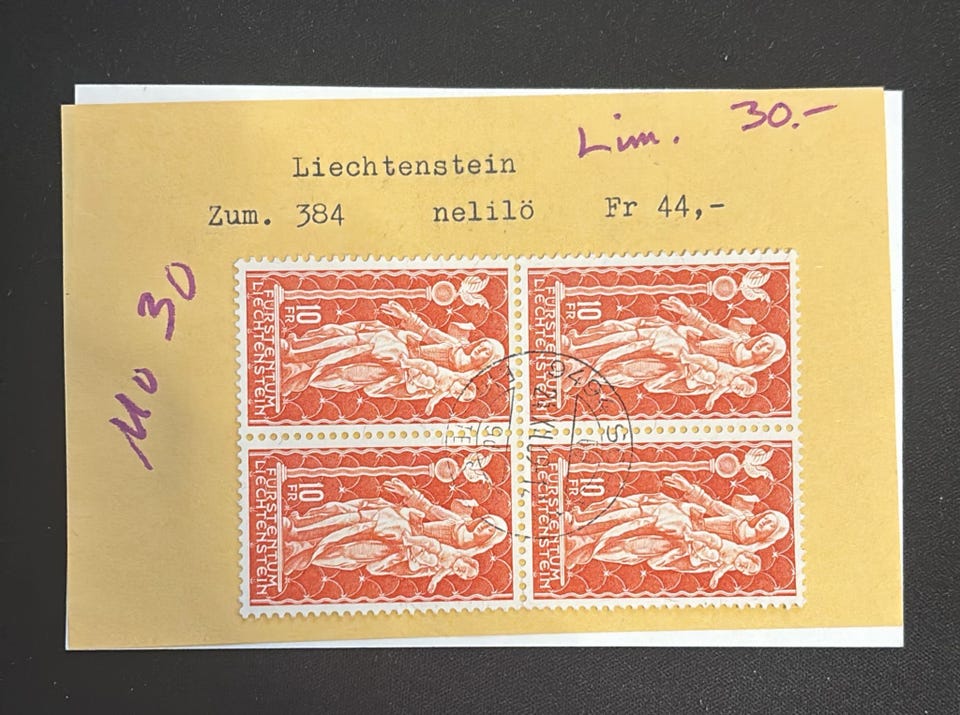 Lim. 30.-
Liechtenstein
Zum. 384 nelilö Fr 44,-
30
10 FR
FÜRSTENTUM
LIECHTENSTEIN
10 FR
FÜRSTENTUM
LIECHTENSTEIN
10 FR
FÜRSTENTUM
LIECHTENSTEIN
10 FR
FÜRSTENTUM
LIECHTENSTEIN